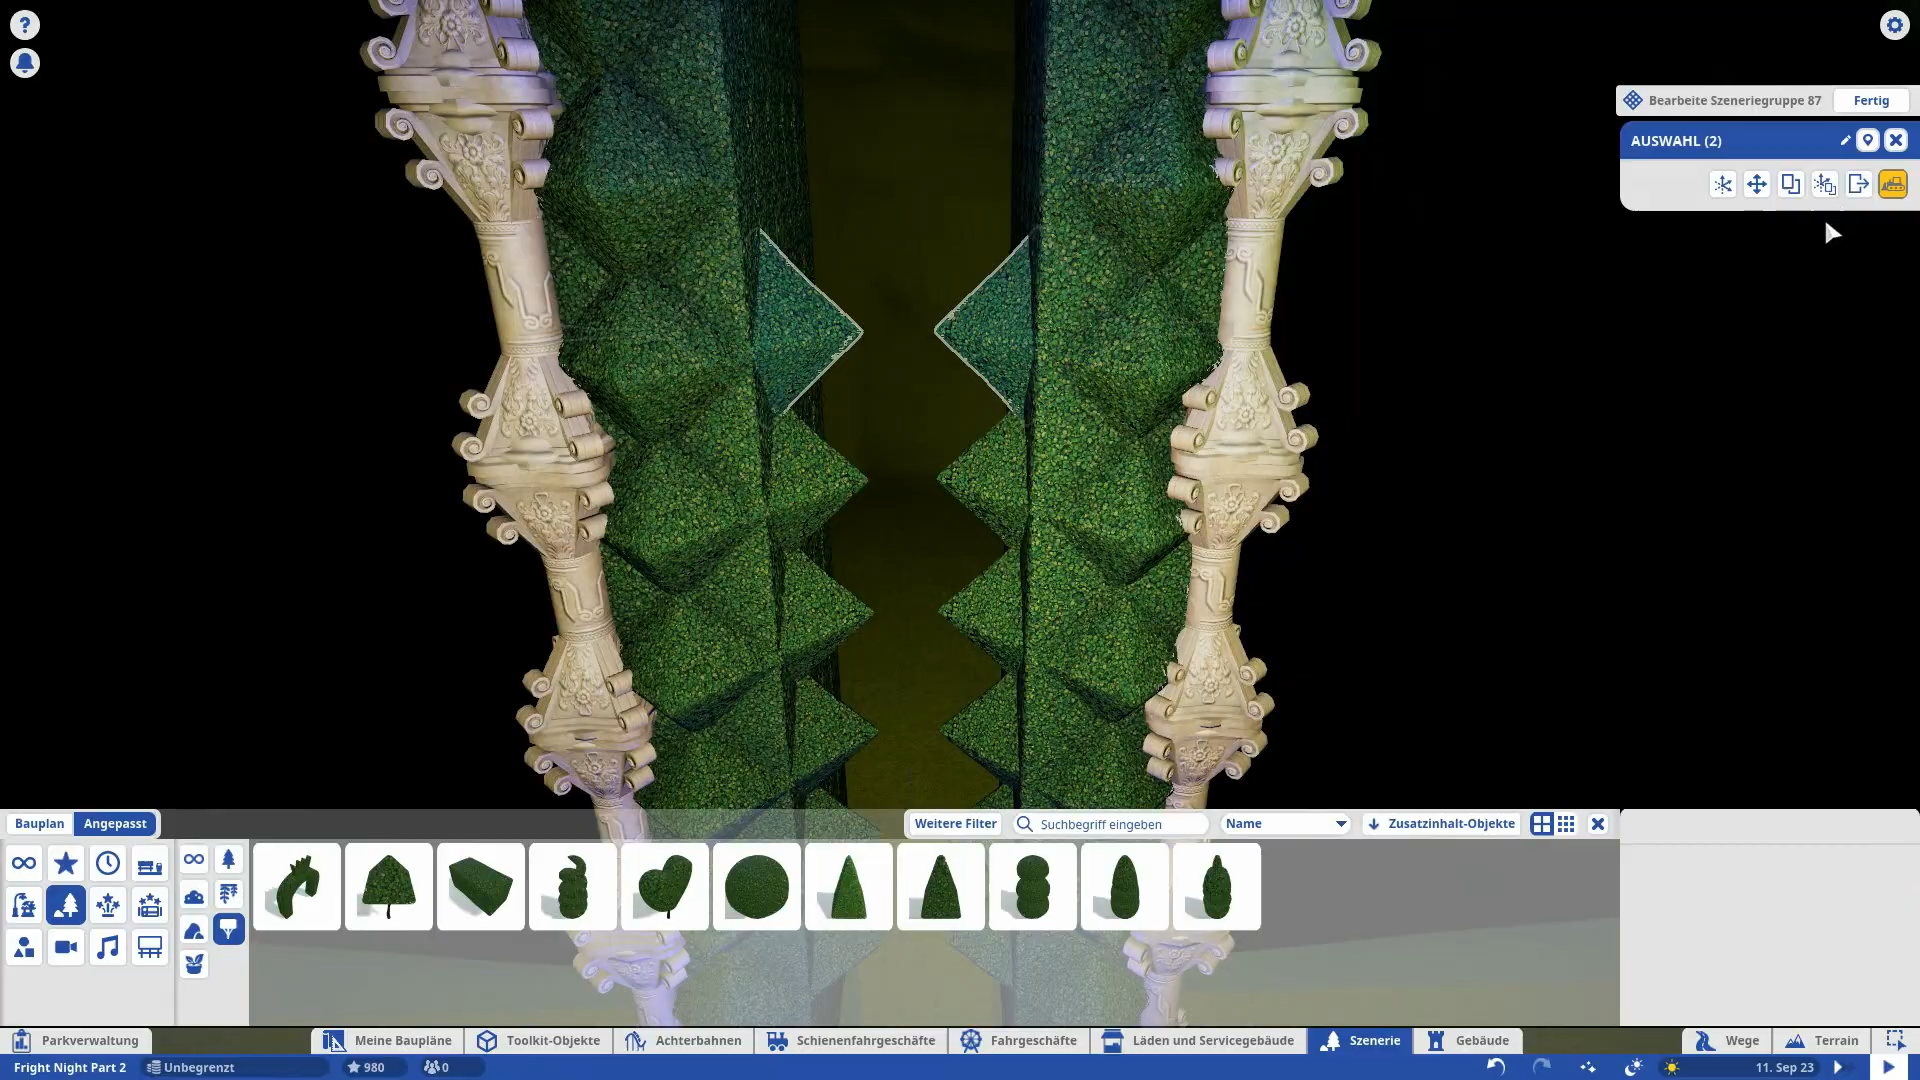 ?
Bearbeite Szeneriegruppe 87
Fertig
AUSWAHL (2)
Bauplan
Angepasst
Weitere Filter
Suchbegriff eingeben
Name
Zusatzinhalt-Objekte
Parkverwaltung
Meine Baupläne
Toolkit-Objekte
Achterbahnen
Schienenfahrgeschäfte
Fahrgeschäfte
Läden und Servicegebäude
Szenerie
Gebäude
Wege
Terrain
Fright Night Part 2
Unbegrenzt
980
0
11. Sep 23